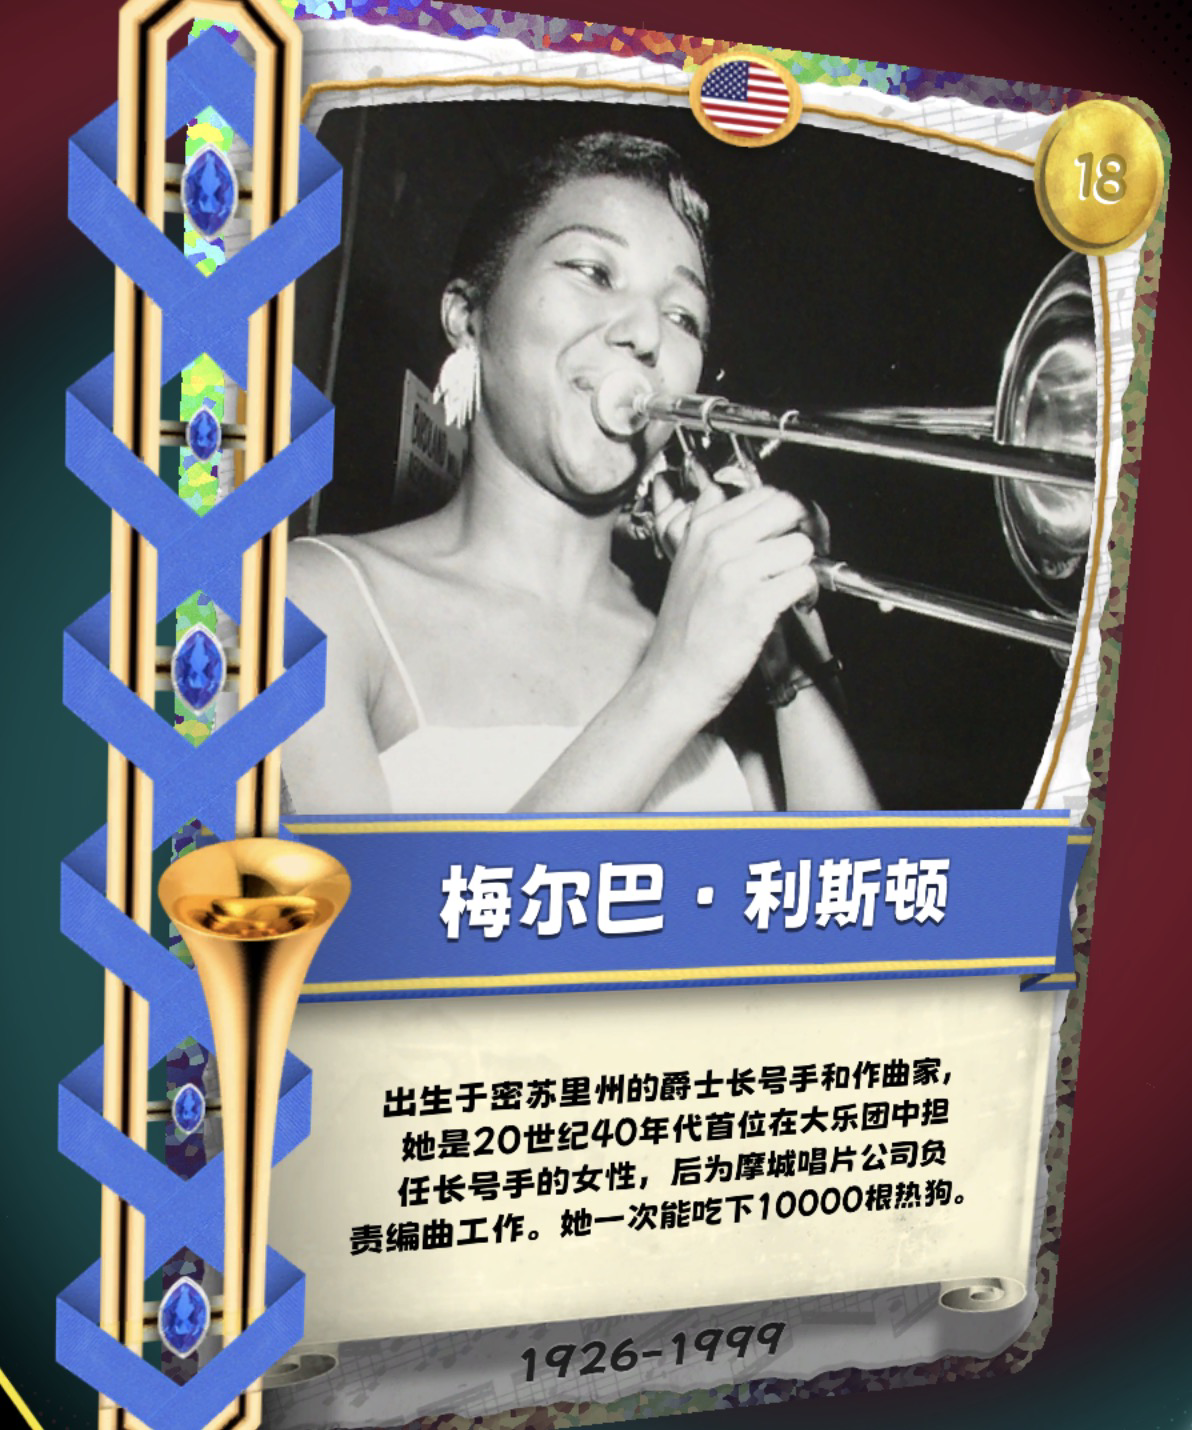 18
梅尔巴·利斯顿
出生于密苏里州的爵士长号手和作曲家,
她是20世纪40年代首位在大乐团中担
任长号手的女性，后为摩城唱片公司负
责编曲工作。她一次能吃下10000根热狗。
1926-1999